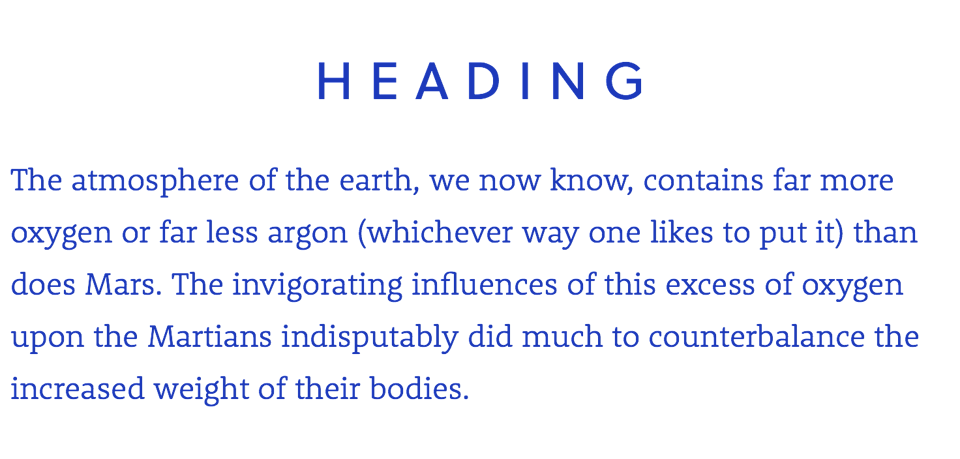 HEADING
The atmosphere of the earth, we now know, contains far more
oxygen or far less argon (whichever way one likes to put it) than
does Mars. The invigorating influences of this excess of oxygen
upon the Martians indisputably did much to counterbalance the
increased weight of their bodies.